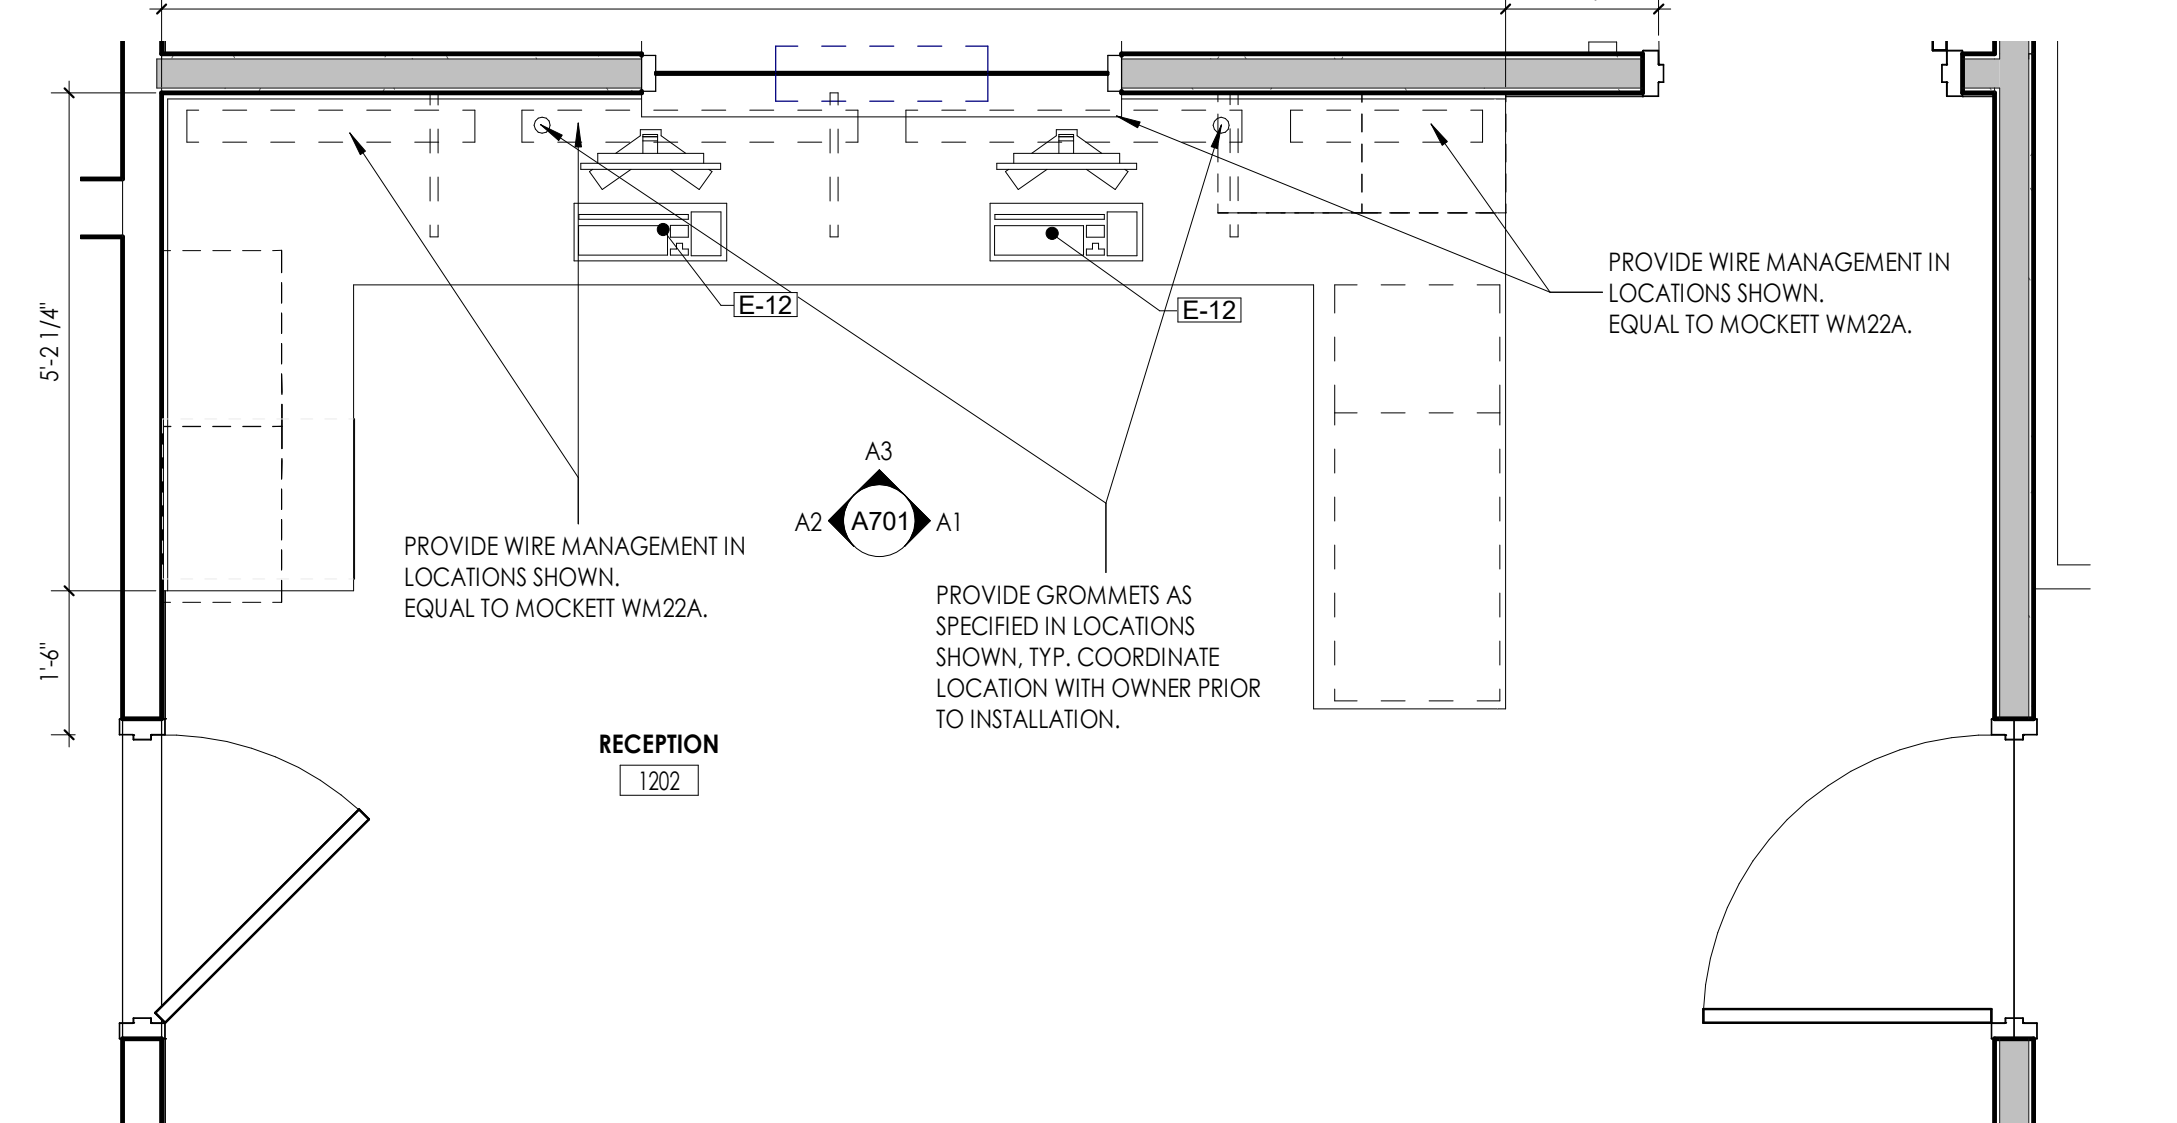 PROVIDE WIRE MANAGEMENT IN
LOCATIONS SHOWN.
EQUAL TO MOCKETT WM22A.
E-12
E-12
5'-2 1/4"
A3
A2
A701
A1
PROVIDE WIRE MANAGEMENT IN
LOCATIONS SHOWN.
EQUAL TO MOCKETT WM22A.
PROVIDE GROMMETS AS
SPECIFIED IN LOCATIONS
SHOWN, TYP. COORDINATE
LOCATION WITH OWNER PRIOR
TO INSTALLATION.
1'-6"
RECEPTION
1202